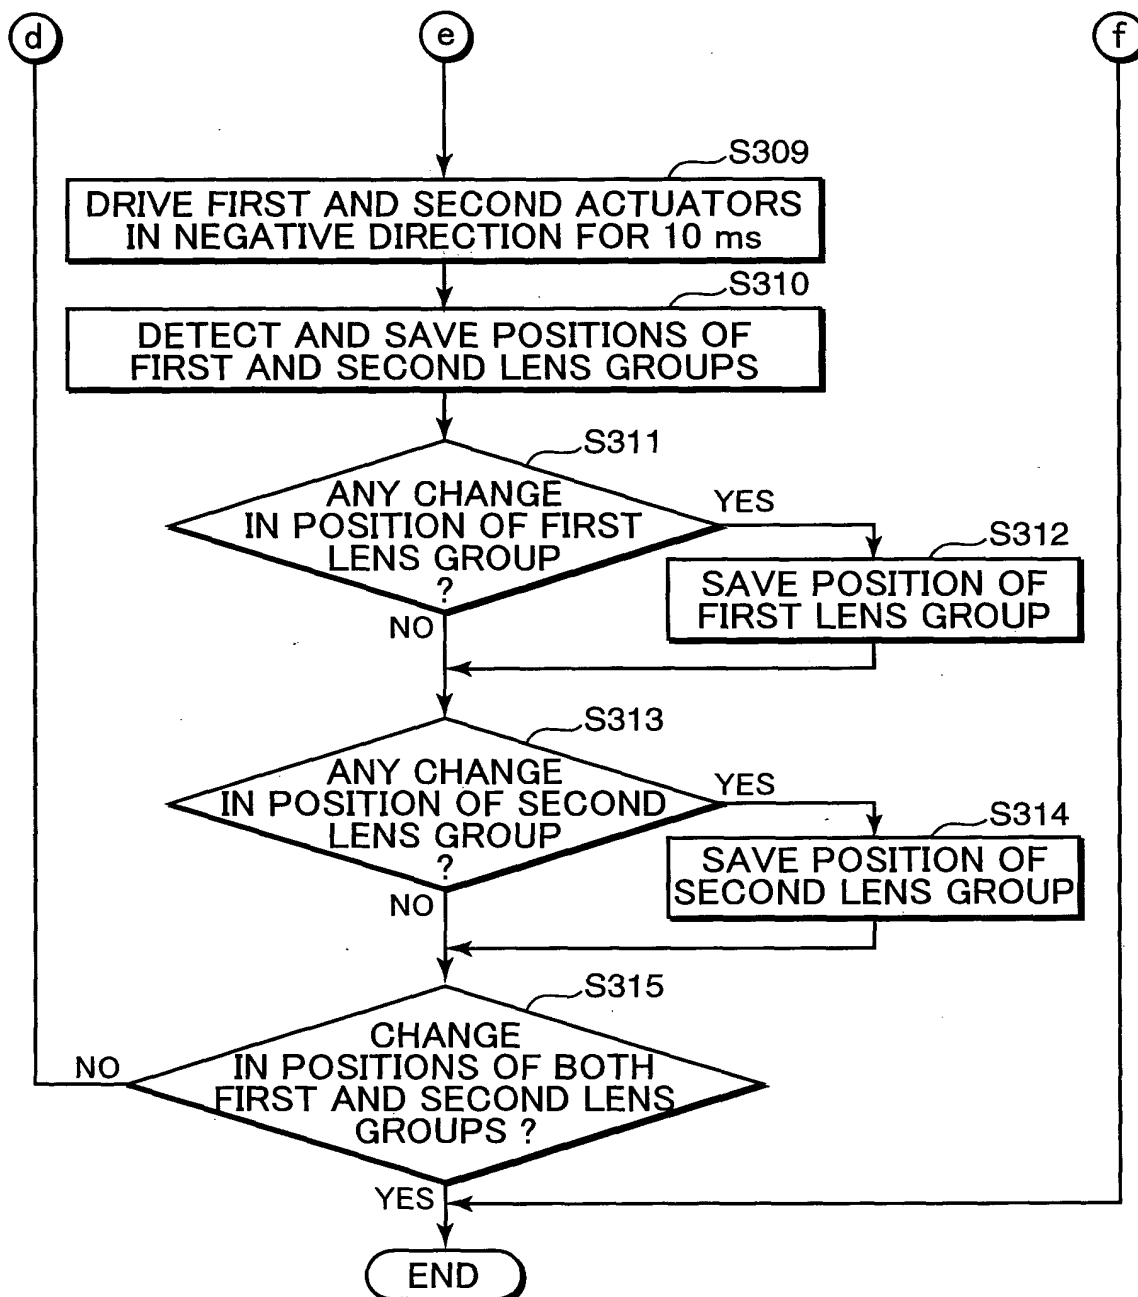 d
e
f
S309
DRIVE FIRST AND SECOND ACTUATORS
IN NEGATIVE DIRECTION FOR 10 ms
S310
DETECT AND SAVE POSITIONS OF
FIRST AND SECOND LENS GROUPS
S311
ANY CHANGE
IN POSITION OF FIRST
LENS GROUP
?
YES
NO
S312
SAVE POSITION OF
FIRST LENS GROUP
S313
ANY CHANGE
IN POSITION OF SECOND
LENS GROUP
?
YES
NO
S314
SAVE POSITION OF
SECOND LENS GROUP
S315
CHANGE
IN POSITIONS OF BOTH
FIRST AND SECOND LENS
GROUPS ?
NO
YES
END